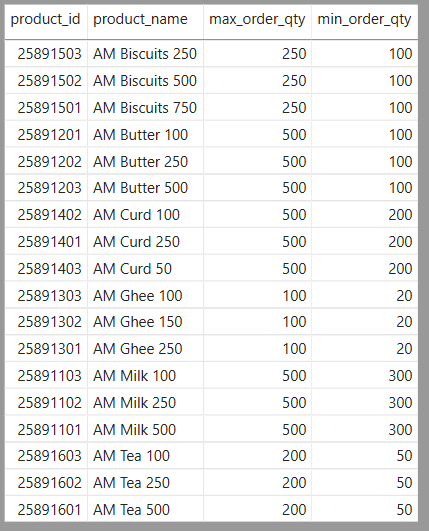 product_id product_name max_order_qty min_order_qty
25891503 AM Biscuits 250 250 100
25891502 AM Biscuits 500 250 100
25891501 AM Biscuits 750 250 100
25891201 AM Butter 100 500 100
25891202 AM Butter 250 500 100
25891203 AM Butter 500 500 100
25891402 AM Curd 100 500 200
25891401 AM Curd 250 500 200
25891403 AM Curd 50 500 200
25891303 AM Ghee 100 100 20
25891302 AM Ghee 150 100 20
25891301 AM Ghee 250 100 20
25891103 AM Milk 100 500 300
25891102 AM Milk 250 500 300
25891101 AM Milk 500 500 300
25891603 AM Tea 100 200 50
25891602 AM Tea 250 200 50
25891601 AM Tea 500 200 50